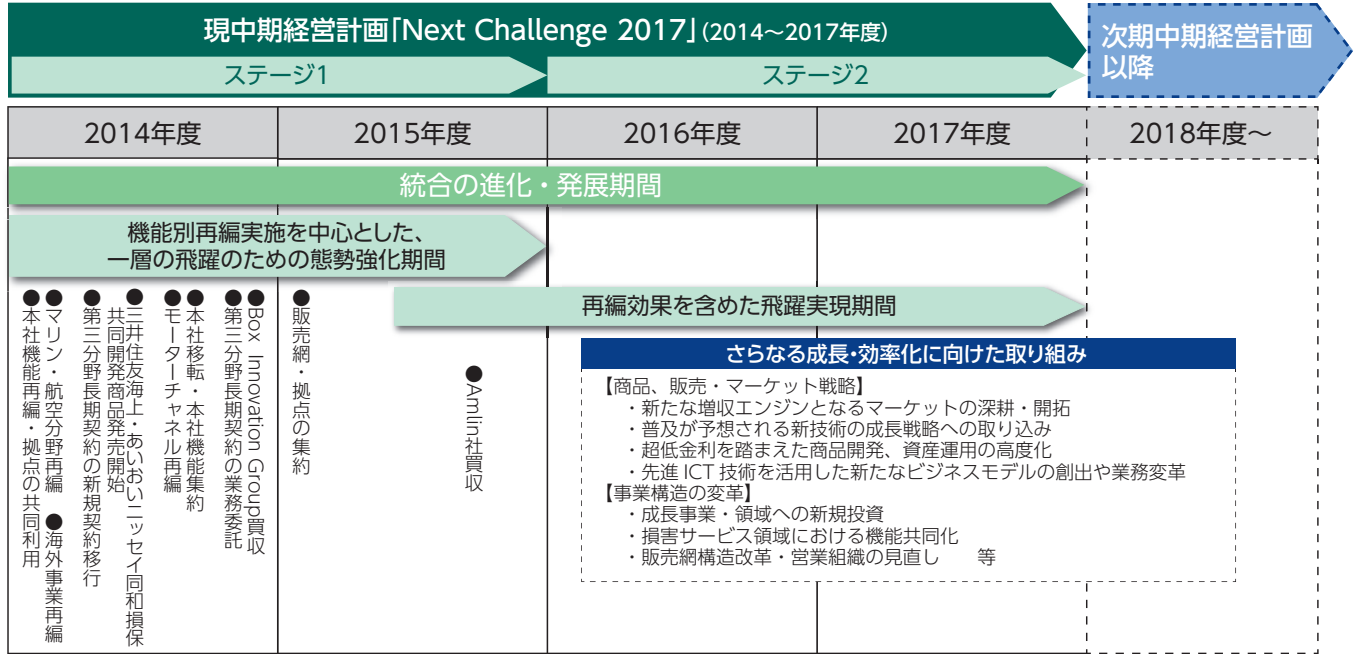 現中期経営計画「Next Challenge 2017」(2014～2017年度)
次期中期経営計画
以降
ステージ1
ステージ2
2014年度
2015年度
2016年度
2017年度
2018年度～
統合の進化・発展期間
機能別再編実施を中心とした、
一層の飛躍のための態勢強化期間
再編効果を含めた飛躍実現期間
●本社機能再編・拠点の共同利用
●マリン・航空分野再編 ●海外事業再編
●第三分野長期契約の新規契約移行
●三井住友海上・あいおいニッセイ同和損保
共同開発商品発売開始
●モーターチャネル再編
●本社移転・本社機能集約
●第三分野長期契約の業務委託
●Box Innovation Group買収
●販売網・拠点の集約
●Amlin社買収
さらなる成長・効率化に向けた取り組み
【商品、販売・マーケット戦略】
・新たな増収エンジンとなるマーケットの深耕・開拓
・普及が予想される新技術の成長戦略への取り込み
・超低金利を踏まえた商品開発、資産運用の高度化
・先進 ICT 技術を活用した新たなビジネスモデルの創出や業務変革
【事業構造の変革】
・成長事業・領域への新規投資
・損害サービス領域における機能共同化
・販売網構造改革・営業組織の見直し 等